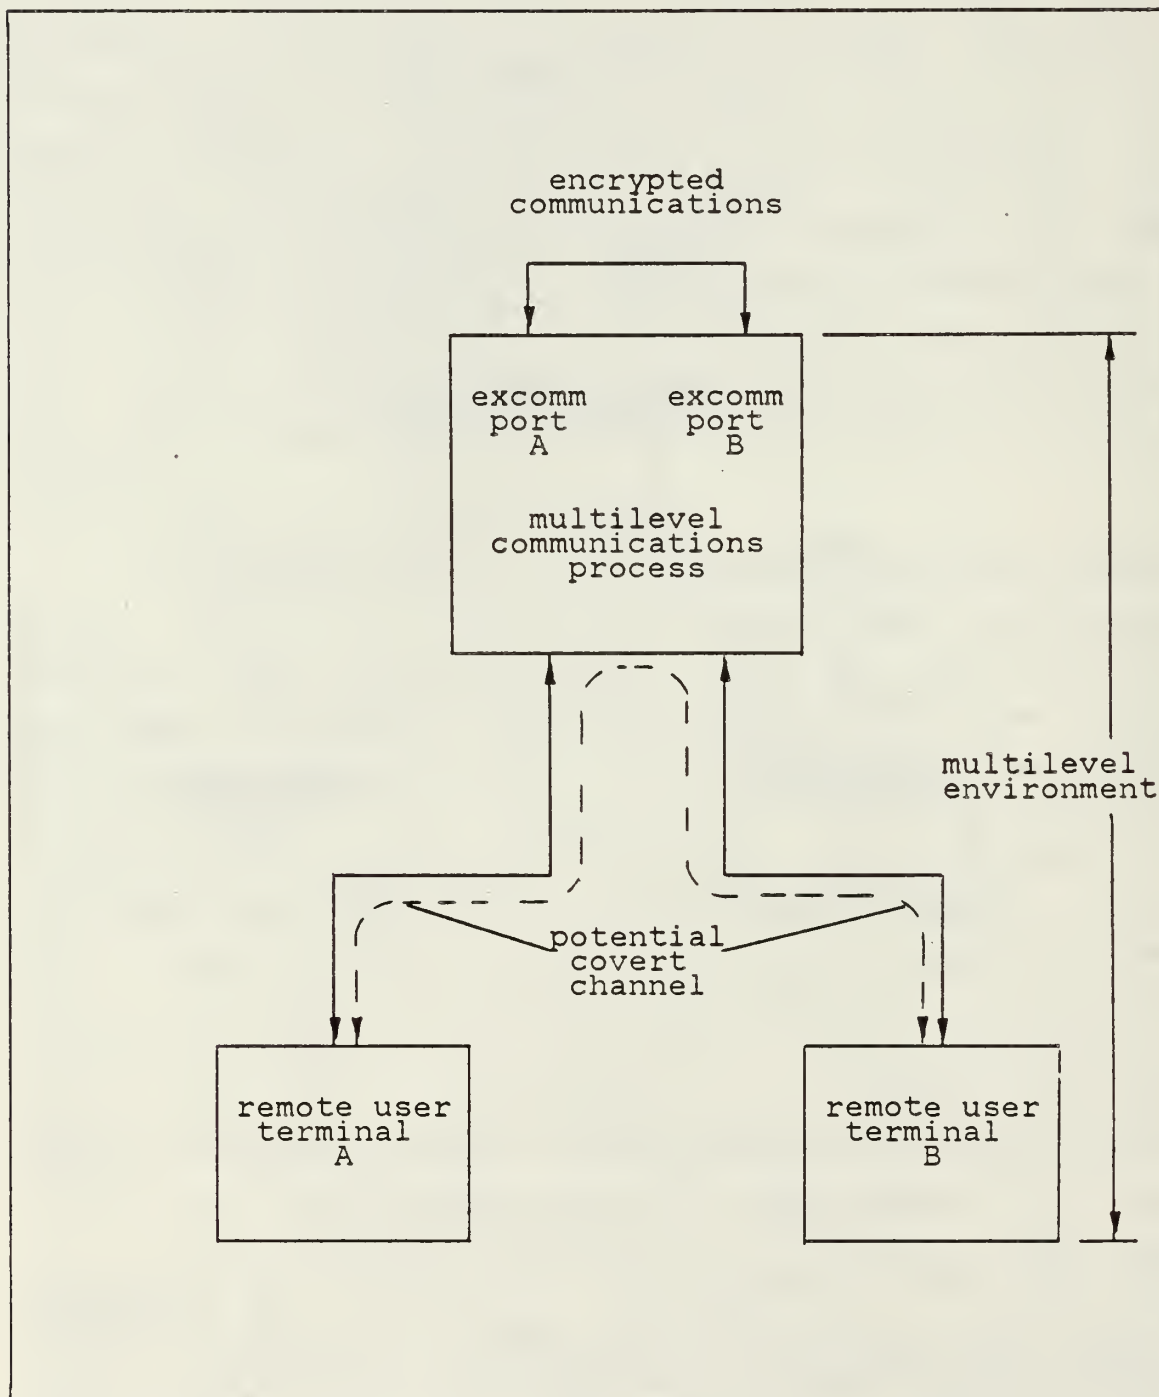 encrypted
communications
excomm
port
A
excomm
port
B
multilevel
communications
process
multilevel
environment
potential
covert
channel
remote user
terminal
A
remote user
terminal
B